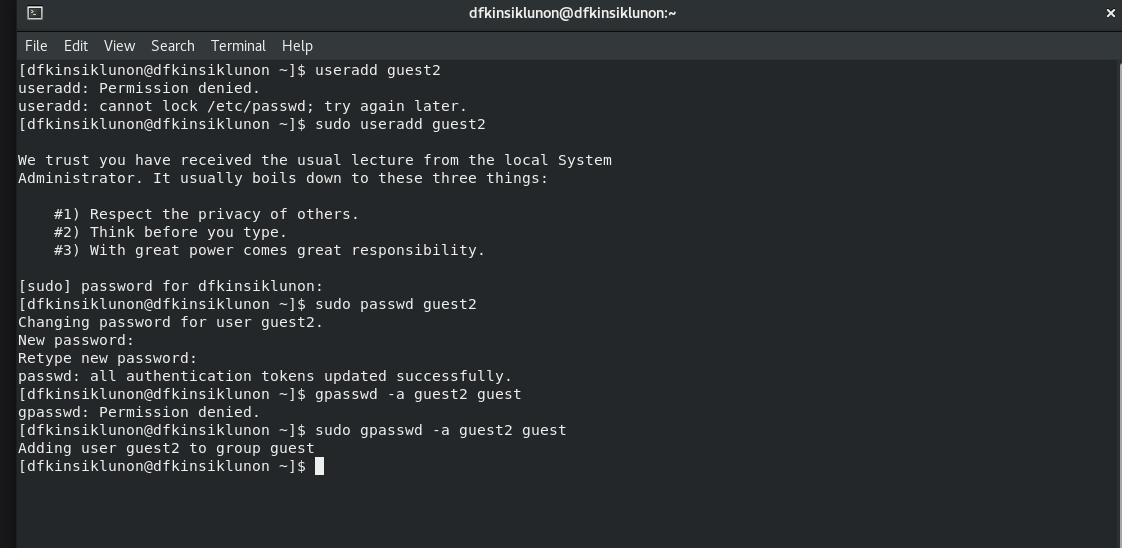 dfkinsiklunon@dfkinsiklunon:~
File Edit View Search Terminal Help
[dfkinsiklunon@dfkinsiklunon ~]$ useradd guest2
useradd: Permission denied.
useradd: cannot lock /etc/passwd; try again later.
[dfkinsiklunon@dfkinsiklunon ~]$ sudo useradd guest2
We trust you have received the usual lecture from the local System
Administrator. It usually boils down to these three things:
#1) Respect the privacy of others.
#2) Think before you type.
#3) With great power comes great responsibility.
[sudo] password for dfkinsiklunon:
[dfkinsiklunon@dfkinsiklunon ~]$ sudo passwd guest2
Changing password for user guest2.
New password:
Retype new password:
passwd: all authentication tokens updated successfully.
[dfkinsiklunon@dfkinsiklunon ~]$ gpasswd -a guest2 guest
gpasswd: Permission denied.
[dfkinsiklunon@dfkinsiklunon ~]$ sudo gpasswd -a guest2 guest
Adding user guest2 to group guest
[dfkinsiklunon@dfkinsiklunon ~]$